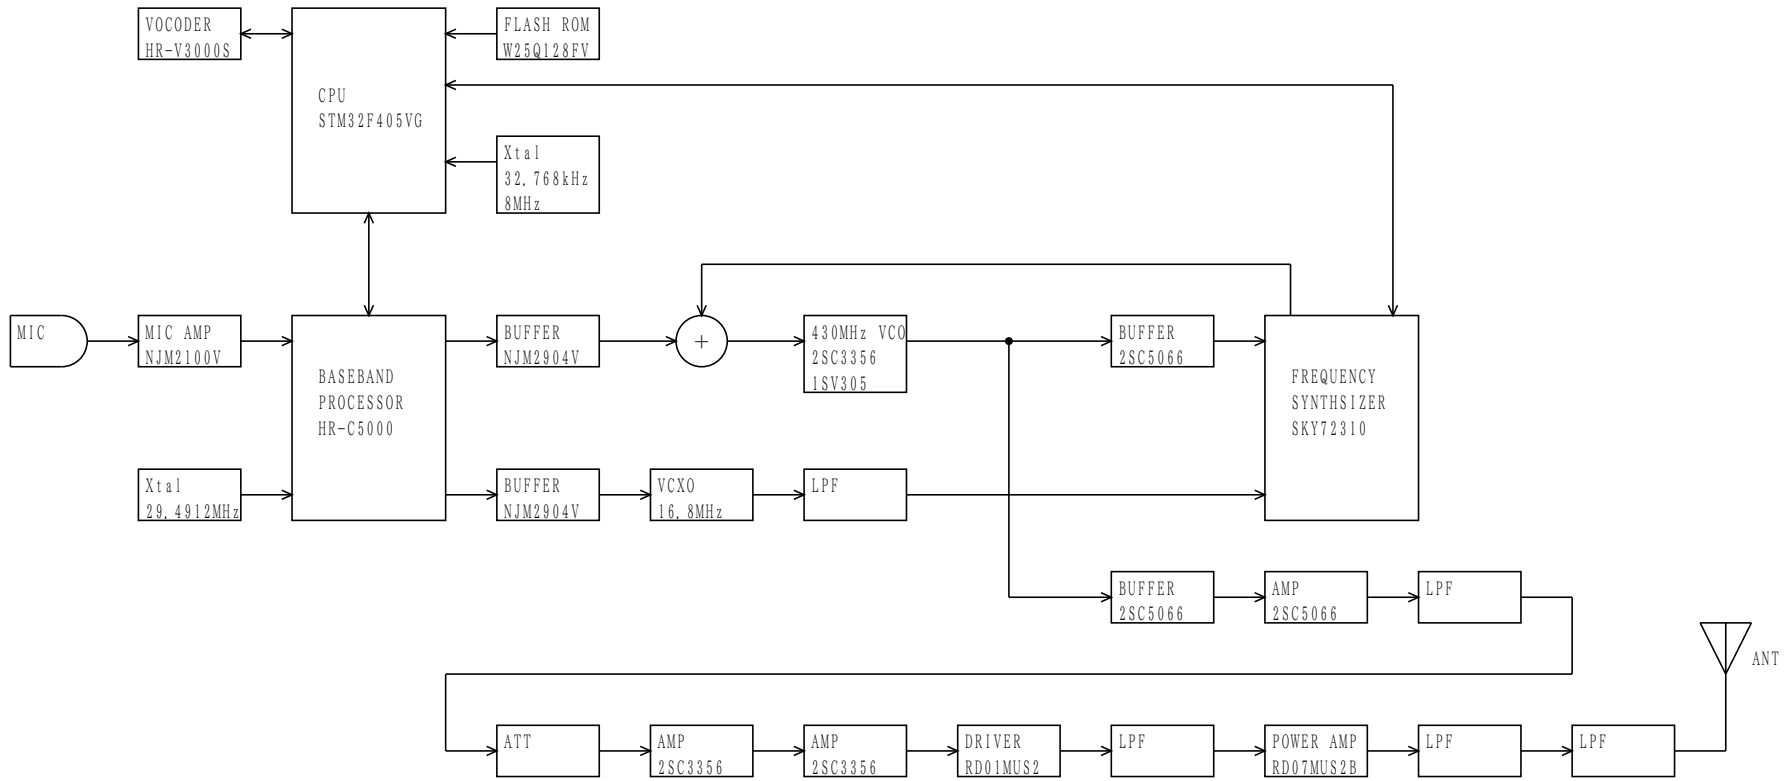 VOCODER
HR-V3000S
CPU
STM32F405VG
FLASH ROM
W25Q128FV
Xtal
32.768kHz
8MHz
MIC
MIC AMP
NJM2100V
BASEBAND
PROCESSOR
HR-C5000
BUFFER
NJM2904V
+
430MHz VCO
2SC3356
1SV305
BUFFER
2SC5066
FREQUENCY
SYNTHSIZER
SKY72310
Xtal
29.4912MHz
BUFFER
NJM2904V
VCXO
16.8MHz
LPF
BUFFER
2SC5066
AMP
2SC5066
LPF
ANT
ATT
AMP
2SC3356
AMP
2SC3356
DRIVER
RD01MUS2
LPF
POWER AMP
RD07MUS2B
LPF
LPF